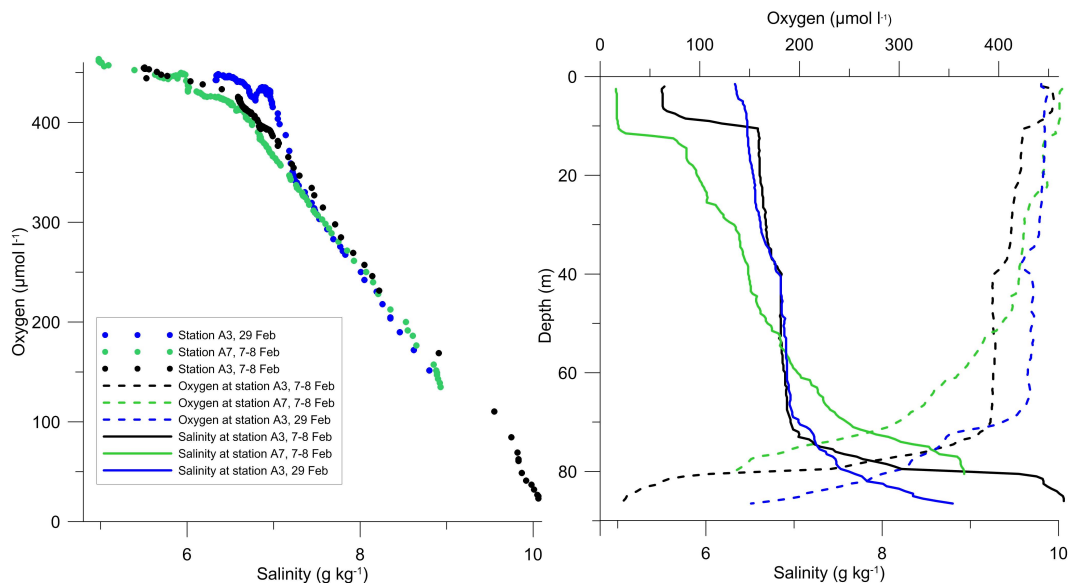 Oxygen (µmol l-1)
400
300
200
100
0
6
8
10
Salinity (g kg-1)
Station A3, 29 Feb
Station A7, 7-8 Feb
Station A3, 7-8 Feb
Oxygen at station A3, 7-8 Feb
Oxygen at station A7, 7-8 Feb
Oxygen at station A3, 29 Feb
Salinity at station A3, 7-8 Feb
Salinity at station A7, 7-8 Feb
Salinity at station A3, 29 Feb
Oxygen (µmol l-1)
0 100 200 300 400
Depth (m)
0
20
40
60
80
6 8 10
Salinity (g kg-1)